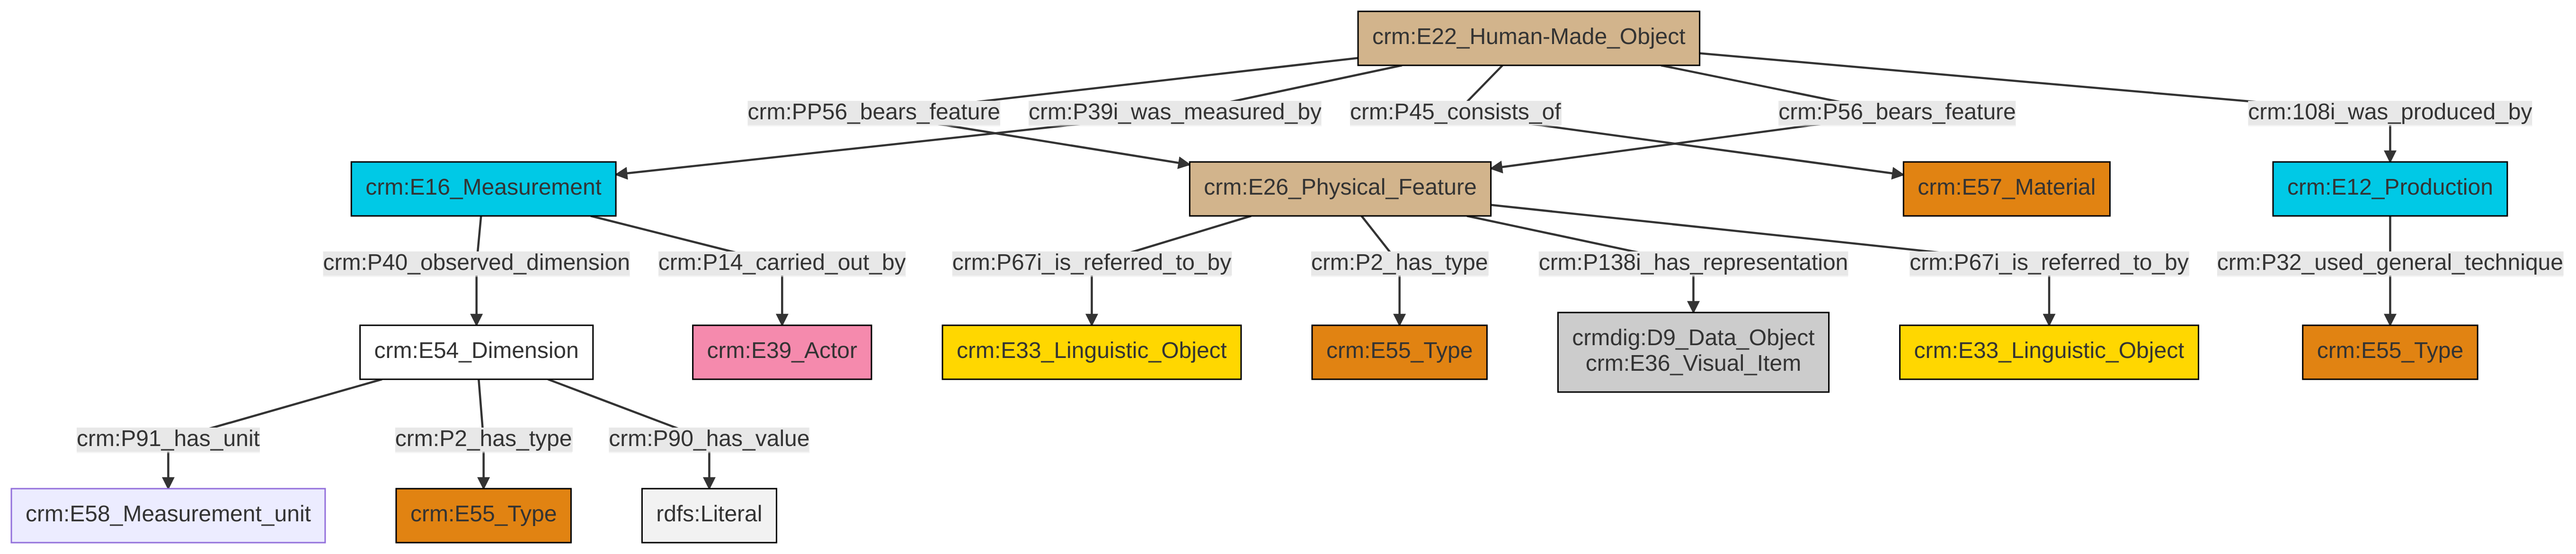 crm:E22_Human-Made_Object
crm:PP56_bears_feature
crm:P39i_was_measured_by
crm:P45_consists_of
crm:P56_bears_feature
crm:108i_was_produced_by
crm:E16_Measurement
crm:E26_Physical_Feature
crm:E57_Material
crm:E12_Production
crm:P40_observed_dimension
crm:P14_carried_out_by
crm:P67i_is_referred_to_by
crm:P2_has_type
crm:P138i_has_representation
crm:P67i_is_referred_to_by
crm:P32_used_general_technique
crm:E54_Dimension
crm:E39_Actor
crm:E33_Linguistic_Object
crm:E55_Type
crmdig:D9_Data_Object
crm:E36_Visual_Item
crm:E33_Linguistic_Object
crm:E55_Type
crm:P91_has_unit
crm:P2_has_type
crm:P90_has_value
crm:E58_Measurement_unit
crm:E55_Type
rdfs:Literal